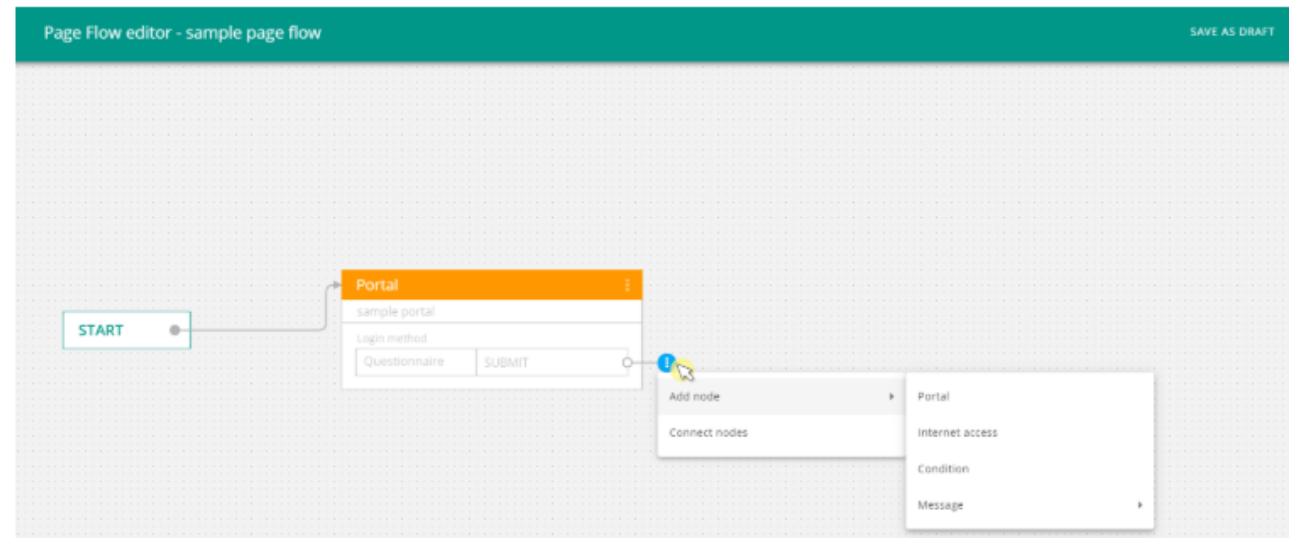 Page Flow editor - sample page flow
SAVE AS DRAFT
Portal
sample portal
START
Login method
Questionnaire SUBMIT
Add node
Portal
Connect nodes
Internet access
Condition
Message